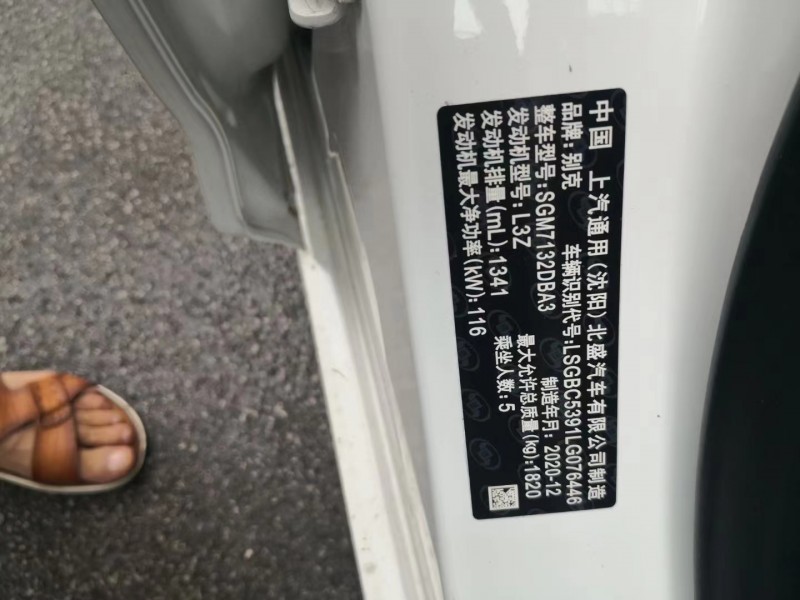 中国 上汽通用(沈阳)北盛汽车有限公司制造
品牌:别克 车辆识别代号:LSGBC5391LG076446
整车型号:SGM7132DBA3 制造年月:2020-12
发动机型号:L3Z 最大允许总质量(kg):1820
发动机排量(mL):1341 乘坐人数:5
发动机最大净功率(kW):116